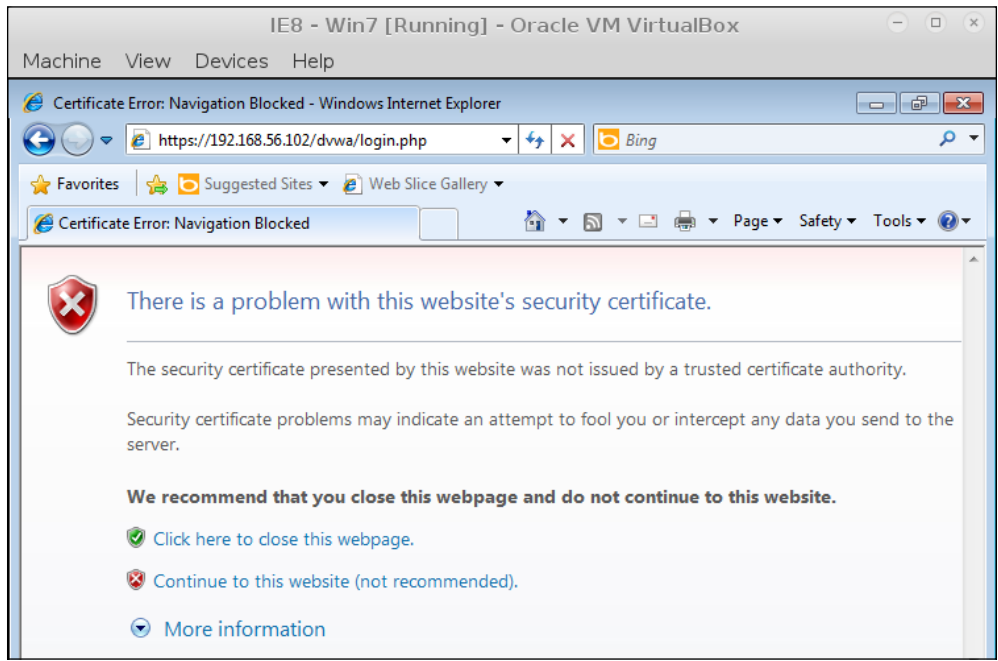 IE8 - Win7 [Running] - Oracle VM VirtualBox
Machine View Devices Help
Certificate Error: Navigation Blocked - Windows Internet Explorer
https://192.168.56.102/dvwa/login.php Bing
Favorites Suggested Sites Web Slice Gallery
Certificate Error: Navigation Blocked Page Safety Tools
There is a problem with this website's security certificate.
The security certificate presented by this website was not issued by a trusted certificate authority.
Security certificate problems may indicate an attempt to fool you or intercept any data you send to the
server.
We recommend that you close this webpage and do not continue to this website.
Click here to close this webpage.
Continue to this website (not recommended).
More information